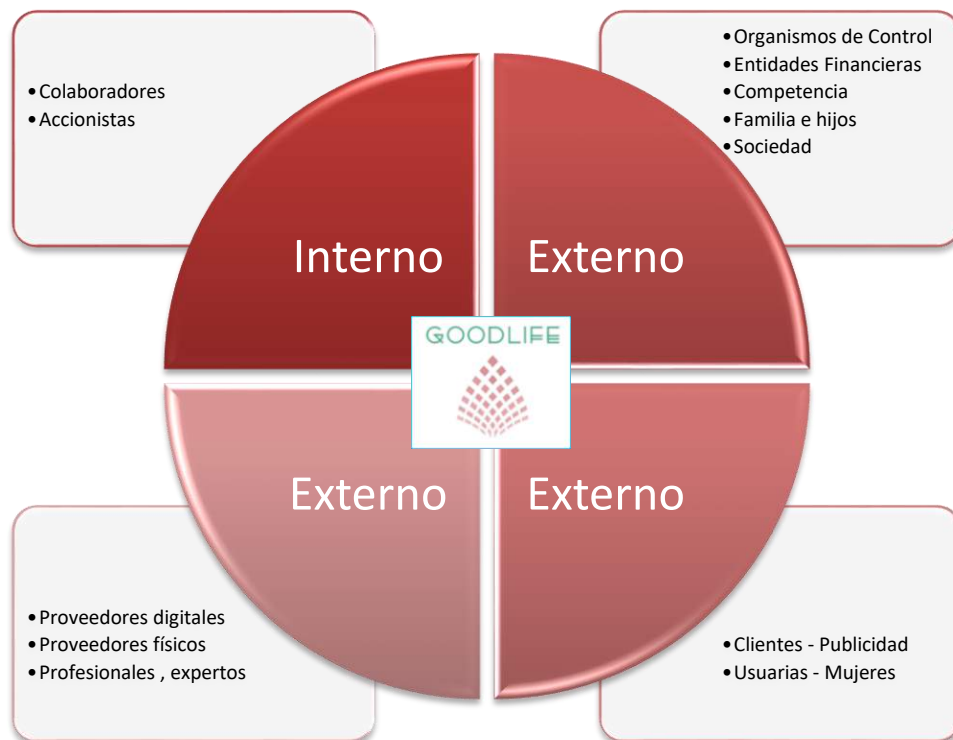 •Colaboradores
•Accionistas
•Organismos de Control
•Entidades Financieras
•Competencia
•Familia e hijos
•Sociedad
Interno
Externo
GOODLIFE
Externo
Externo
•Proveedores digitales
•Proveedores físicos
•Profesionales , expertos
•Clientes - Publicidad
•Usuarias - Mujeres